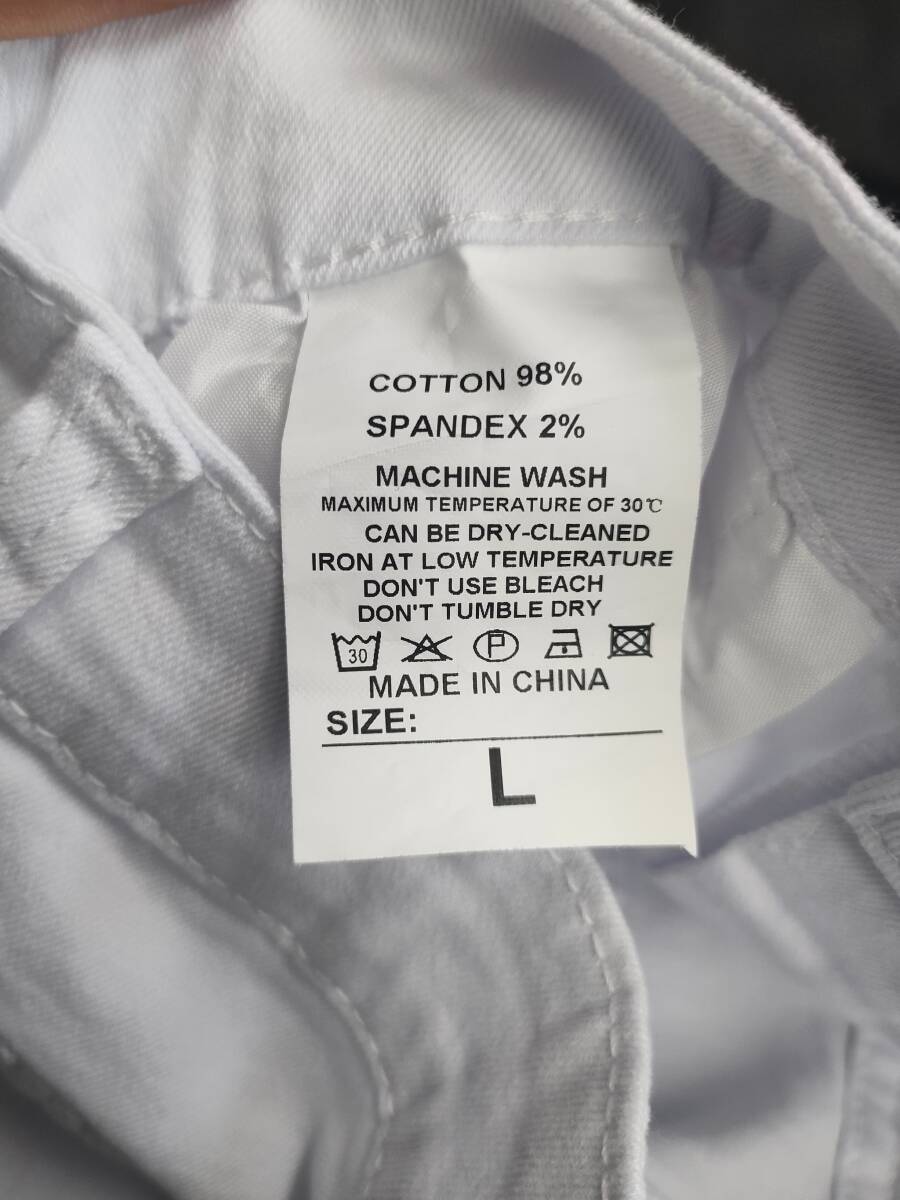 COTTON 98%
SPANDEX 2%
MACHINE WASH
MAXIMUM TEMPERATURE OF 30℃
CAN BE DRY-CLEANED
IRON AT LOW TEMPERATURE
DON'T USE BLEACH
DON'T TUMBLE DRY
30 P
MADE IN CHINA
SIZE:
L